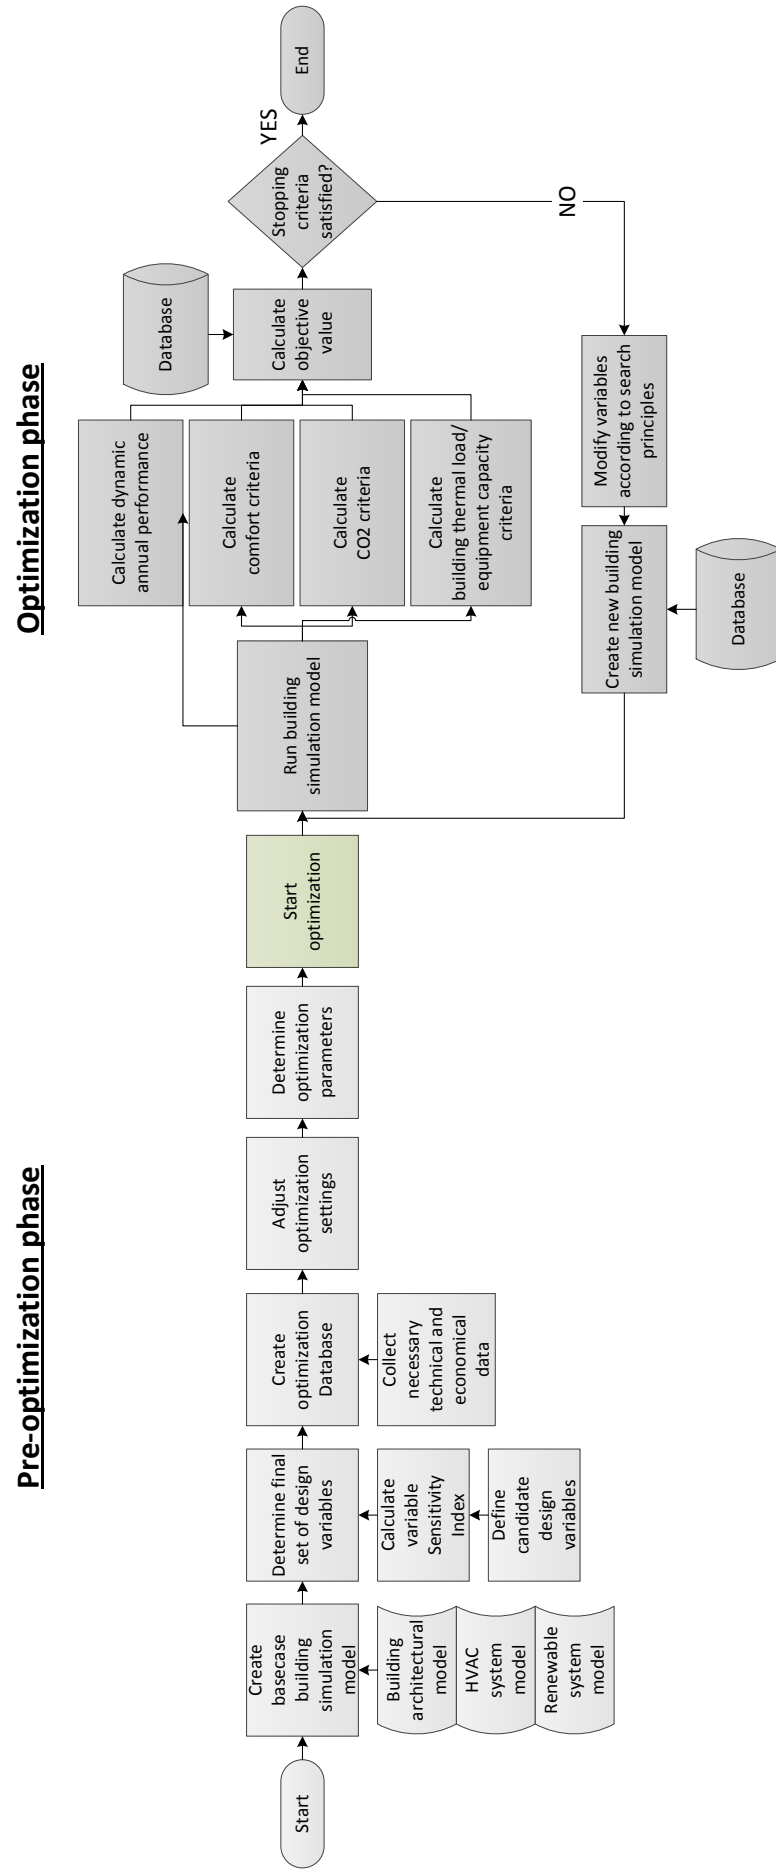 Pre-optimization phase
Optimization phase
Start
Create
basecase
building
simulation
model
Building
architectural
model
HVAC
system
model
Renewable
system
model
Determine final
set of design
variables
Calculate
variable
Sensitivity
Index
Define
candidate
design
variables
Create
optimization
Database
Collect
necessary
technical and
economical
data
Adjust
optimization
settings
Determine
optimization
parameters
Start
optimization
Run building
simulation model
Calculate dynamic
annual performance
Calculate
comfort criteria
Calculate
CO2 criteria
Calculate
building thermal load/
equipment capacity
criteria
Database
Calculate
objective
value
Stopping
criteria
satisfied?
YES
End
NO
Modify variables
according to search
principles
Create new building
simulation model
Database